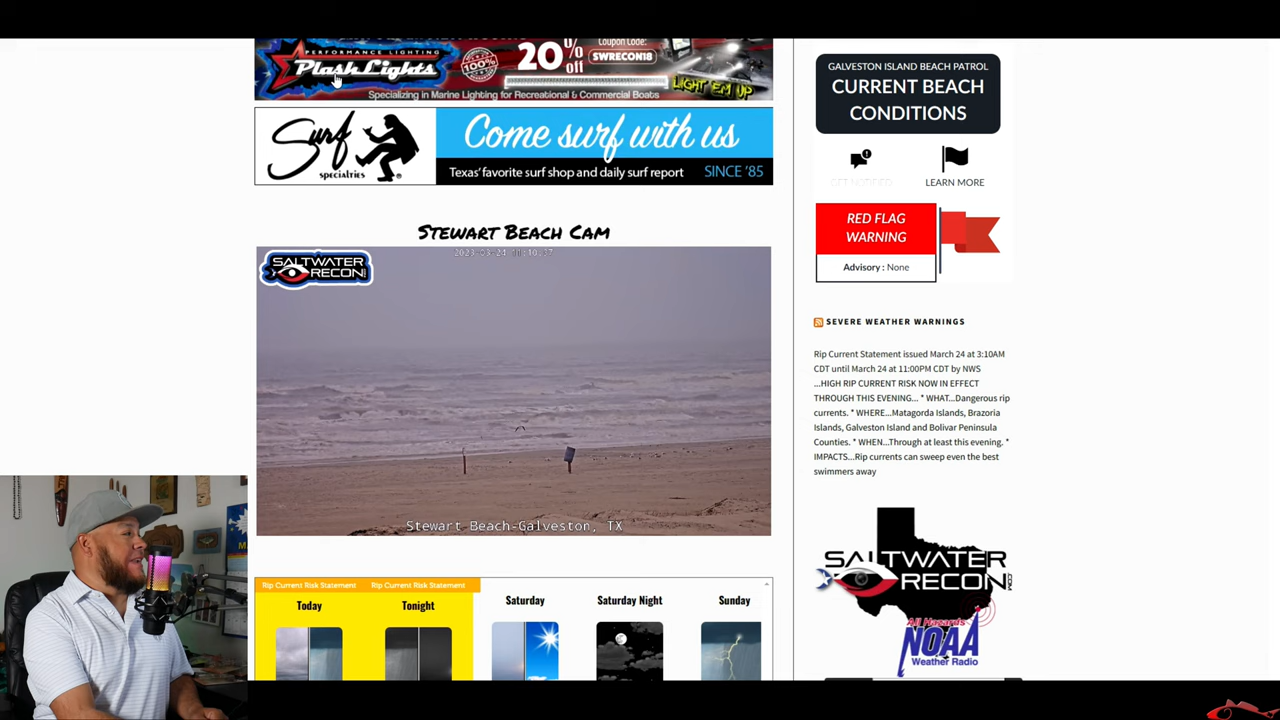 PERFORMANCE LIGHTING
PlashLights
100%
20%
off
Coupon Code:
SWRECON18
LIGHT 'EM UP
Specializing in Marine Lighting for Recreational & Commercial Boats
Surf
specialties
Come surf with us
Texas' favorite surf shop and daily surf report
SINCE '85
STEWART BEACH CAM
SALTWATER
RECON
Stewart Beach-Galveston, TX
Rip Current Risk Statement
Rip Current Risk Statement
Today
Tonight
Saturday
Saturday Night
Sunday
GALVESTON ISLAND BEACH PATROL
CURRENT BEACH
CONDITIONS
GET NOTIFIED
LEARN MORE
RED FLAG
WARNING
Advisory : None
SEVERE WEATHER WARNINGS
Rip Current Statement issued March 24 at 3:10AM
CDT until March 24 at 11:00PM CDT by NWS
...HIGH RIP CURRENT RISK NOW IN EFFECT
THROUGH THIS EVENING... * WHAT...Dangerous rip
currents. * WHERE...Matagorda Islands, Brazoria
Islands, Galveston Island and Bolivar Peninsula
Counties. * WHEN...Through at least this evening. *
IMPACTS...Rip currents can sweep even the best
swimmers away
SALTWATER
RECON
.COM
All Hazards
NOAA
Weather Radio